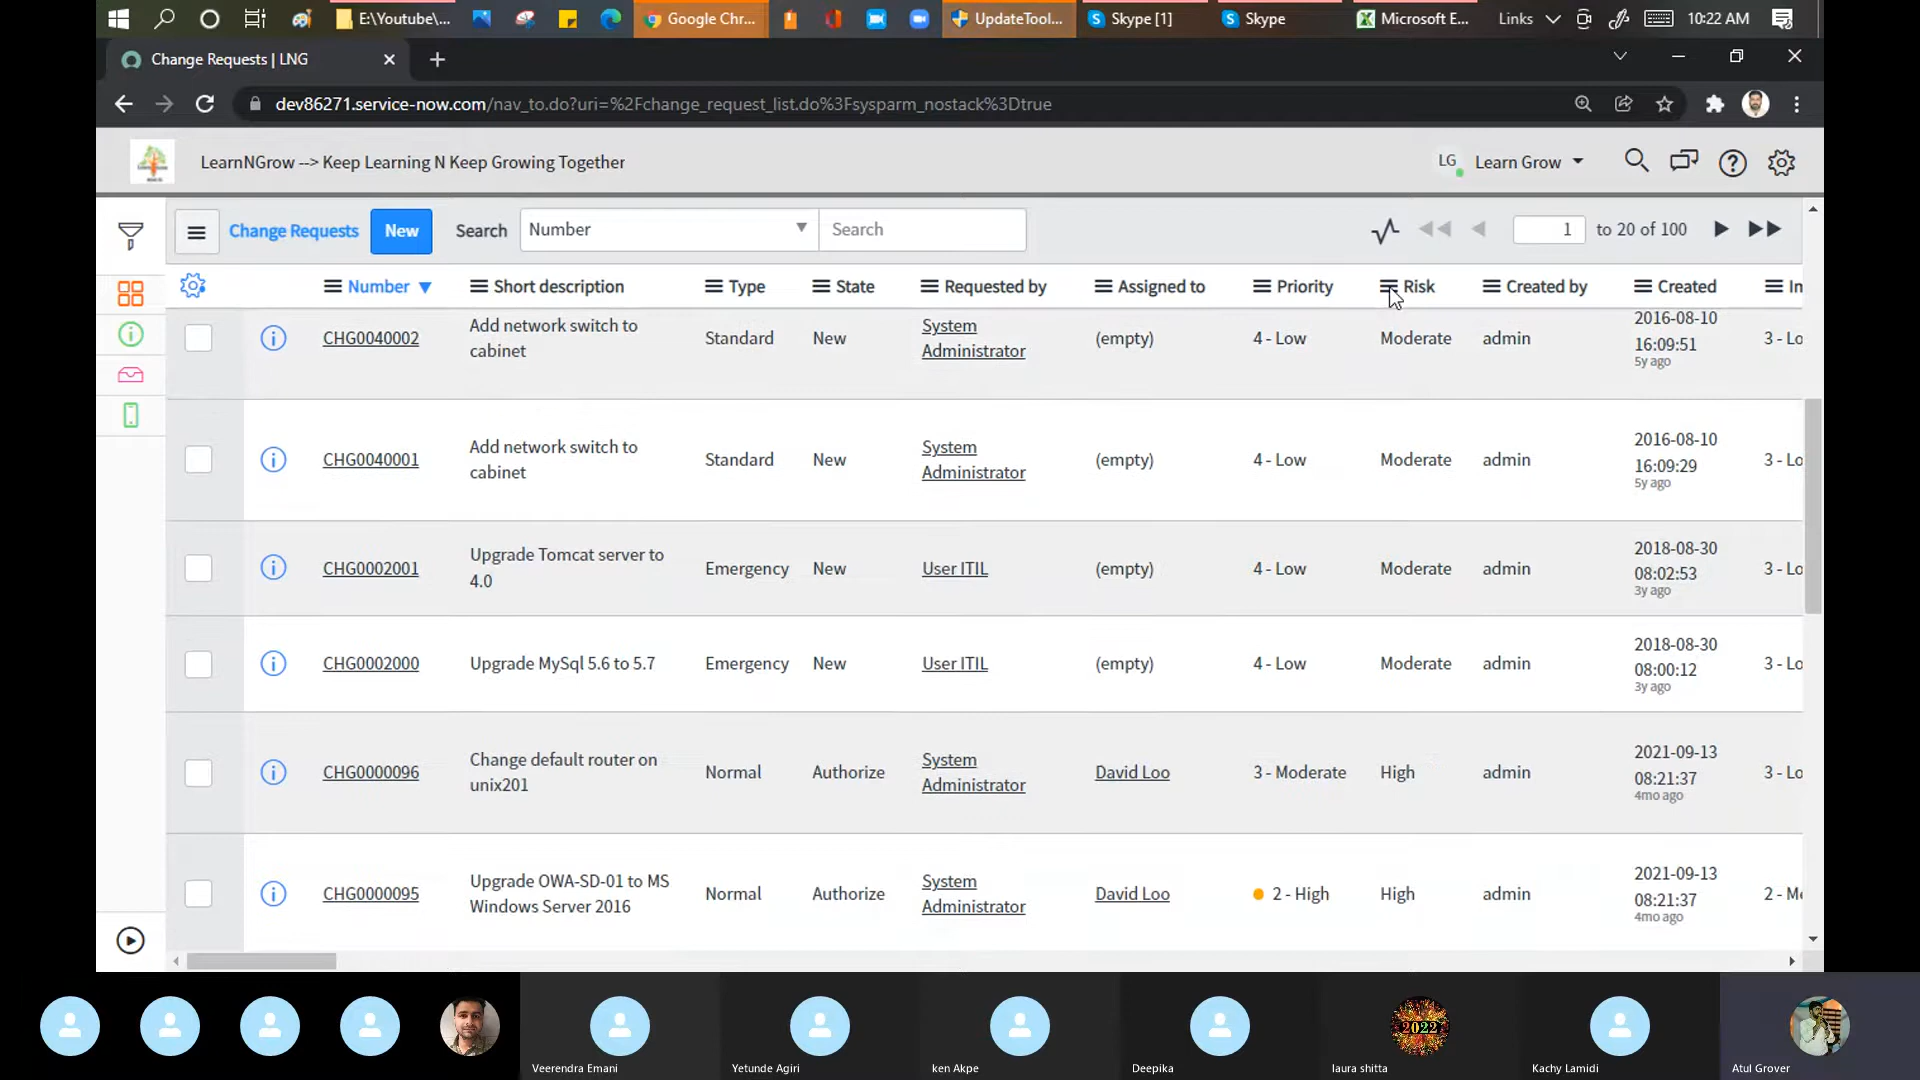 E:\Youtube\...
Google Chr...
UpdateTool...
Skype [1]
Skype
Microsoft E...
Links
10:22 AM
Change Requests | LNG
dev86271.service-now.com/nav_to.do?uri=%2Fchange_request_list.do%3Fsysparm_nostack%3Dtrue
LearnNGrow --> Keep Learning N Keep Growing Together
LG Learn Grow
Change Requests New Search Number Search 1 to 20 of 100
Number Short description Type State Requested by Assigned to Priority Risk Created by Created In
CHG0040002 Add network switch to cabinet Standard New System Administrator (empty) 4 - Low Moderate admin 2016-08-10 16:09:51 5y ago 3 - Lo
CHG0040001 Add network switch to cabinet Standard New System Administrator (empty) 4 - Low Moderate admin 2016-08-10 16:09:29 5y ago 3 - Lo
CHG0002001 Upgrade Tomcat server to 4.0 Emergency New User ITIL (empty) 4 - Low Moderate admin 2018-08-30 08:02:53 3y ago 3 - Lo
CHG0002000 Upgrade MySql 5.6 to 5.7 Emergency New User ITIL (empty) 4 - Low Moderate admin 2018-08-30 08:00:12 3y ago 3 - Lo
CHG0000096 Change default router on unix201 Normal Authorize System Administrator David Loo 3 - Moderate High admin 2021-09-13 08:21:37 4mo ago 3 - Lo
CHG0000095 Upgrade OWA-SD-01 to MS Windows Server 2016 Normal Authorize System Administrator David Loo 2 - High High admin 2021-09-13 08:21:37 4mo ago 2 - Me
2022
Veerendra Emani
Yetunde Agiri
ken Akpe
Deepika
laura shitta
Kachy Lamidi
Atul Grover